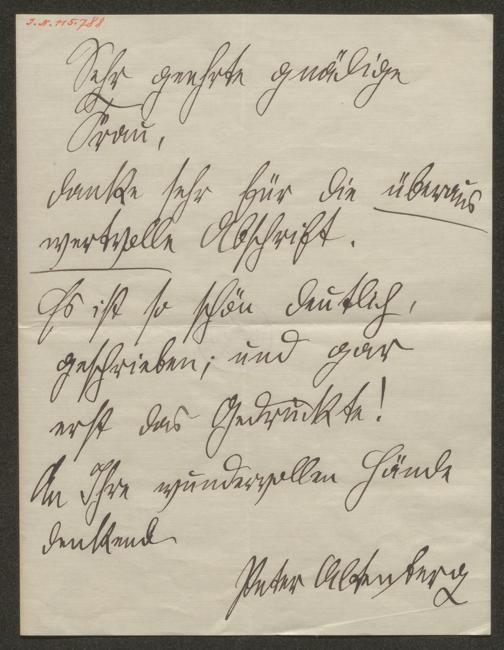 J.N. 115.788
Sehr geehrte gnädige
Frau,
danke sehr für die überaus
wertvolle Abschrift.
Es ist so schön deutlich,
geschrieben; und gar
erst das Gedruckte!
An Ihre wundervollen Hände
denkend
Peter Altenberg